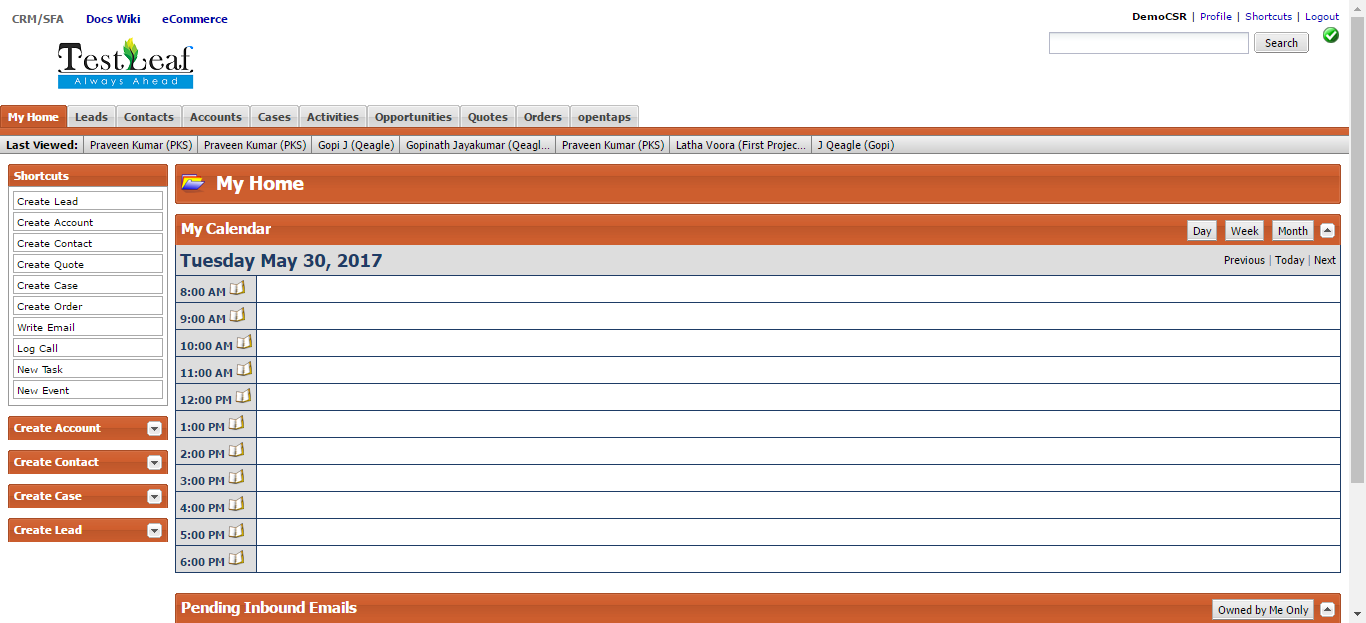 CRM/SFA Docs Wiki eCommerce
DemoCSR | Profile | Shortcuts | Logout
Search
TestLeaf
Always Ahead
My Home Leads Contacts Accounts Cases Activities Opportunities Quotes Orders opentaps
Last Viewed: Praveen Kumar (PKS) Praveen Kumar (PKS) Gopi J (Qeagle) Gopinath Jayakumar (Qeagl... Praveen Kumar (PKS) Latha Voora (First Projec... J Qeagle (Gopi)
Shortcuts
Create Lead
Create Account
Create Contact
Create Quote
Create Case
Create Order
Write Email
Log Call
New Task
New Event
Create Account
Create Contact
Create Case
Create Lead
My Home
My Calendar Day Week Month
Tuesday May 30, 2017 Previous | Today | Next
8:00 AM
9:00 AM
10:00 AM
11:00 AM
12:00 PM
1:00 PM
2:00 PM
3:00 PM
4:00 PM
5:00 PM
6:00 PM
Pending Inbound Emails Owned by Me Only